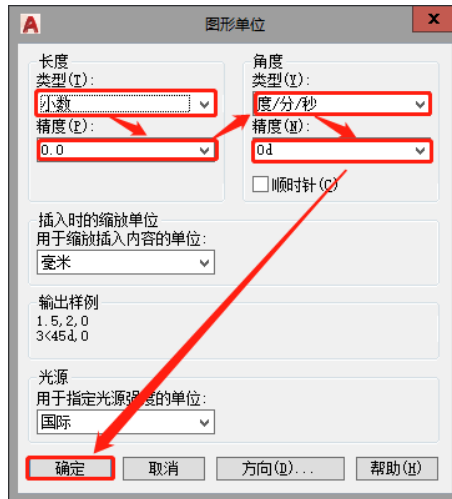 图形单位
长度
类型(T):
小数
精度(P):
0.0
角度
类型(Y):
度/分/秒
精度(N):
0d
顺时针(C)
插入时的缩放单位
用于缩放插入内容的单位:
毫米
输出样例
1.5,2,0
3<45d,0
光源
用于指定光源强度的单位:
国际
确定
取消
方向(D)...
帮助(H)